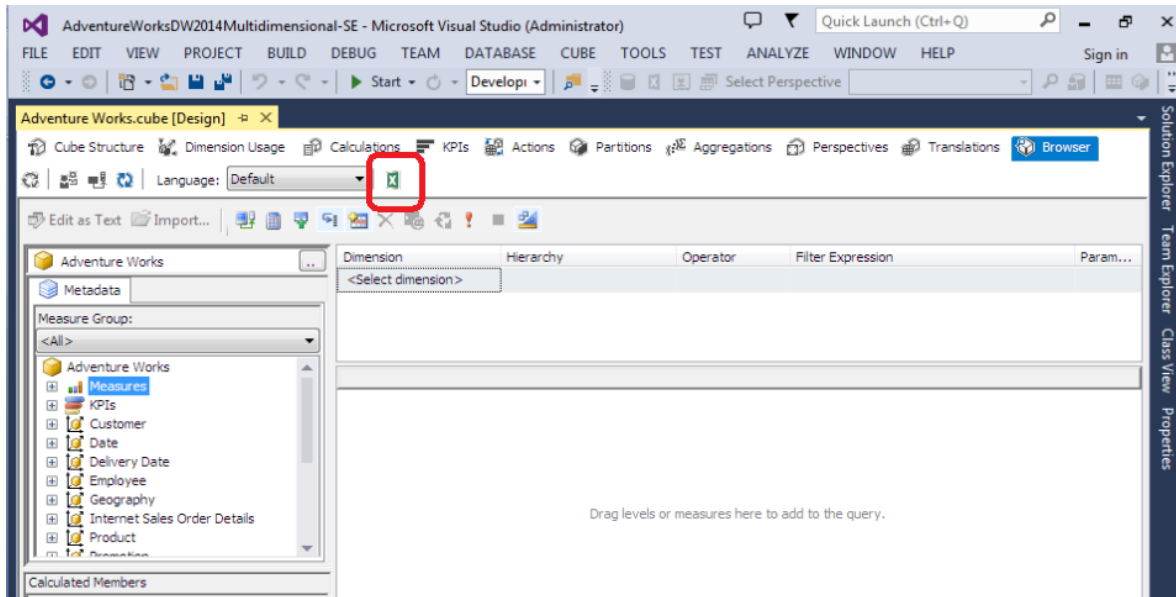 AdventureWorksDW2014Multidimensional-SE - Microsoft Visual Studio (Administrator)
Quick Launch (Ctrl+Q)
FILE EDIT VIEW PROJECT BUILD DEBUG TEAM DATABASE CUBE TOOLS TEST ANALYZE WINDOW HELP
Sign in
Start
Select Perspective
Adventure Works.cube [Design]
Cube Structure Dimension Usage Calculations KPIs Actions Partitions Aggregations Perspectives Translations Browser
Language: Default
Edit as Text Import...
Adventure Works ..
Metadata
Measure Group:
<All>
Adventure Works
Measures
KPIs
Customer
Date
Delivery Date
Employee
Geography
Internet Sales Order Details
Product
Calculated Members
Dimension Hierarchy Operator Filter Expression Param...
<Select dimension>
Drag levels or measures here to add to the query.
Solution Explorer
Team Explorer
Class View
Properties